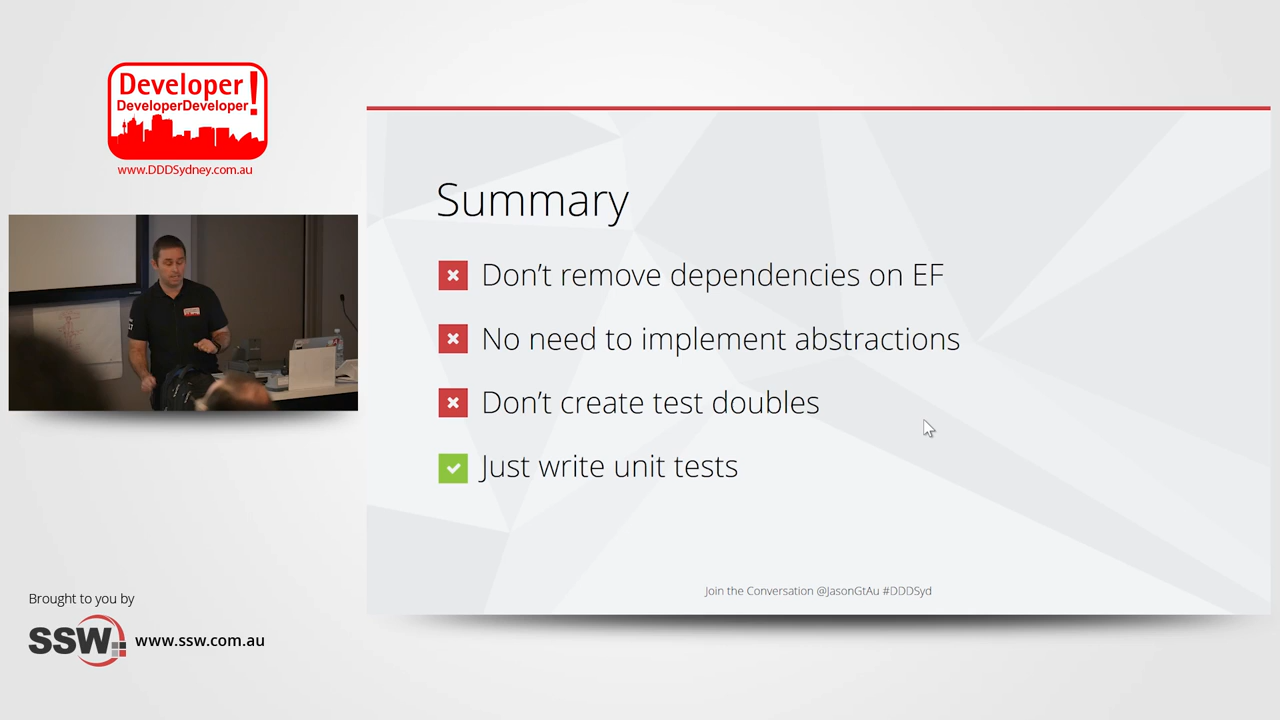 Developer!
DeveloperDeveloper
www.DDDSydney.com.au
Summary
Don’t remove dependencies on EF
No need to implement abstractions
Don’t create test doubles
Just write unit tests
Join the Conversation @JasonGtAu #DDDSyd
Brought to you by
SSW www.ssw.com.au